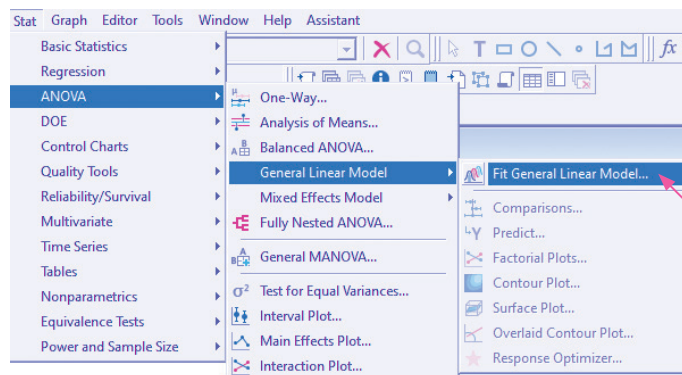 Stat Graph Editor Tools Window Help Assistant
Basic Statistics
Regression
ANOVA
DOE
Control Charts
Quality Tools
Reliability/Survival
Multivariate
Time Series
Tables
Nonparametrics
Equivalence Tests
Power and Sample Size
One-Way...
Analysis of Means...
Balanced ANOVA...
General Linear Model
Mixed Effects Model
Fully Nested ANOVA...
General MANOVA...
σ² Test for Equal Variances...
Interval Plot...
Main Effects Plot...
Interaction Plot...
Fit General Linear Model...
Comparisons...
Predict...
Factorial Plots...
Contour Plot...
Surface Plot...
Overlaid Contour Plot...
Response Optimizer...
T
fx